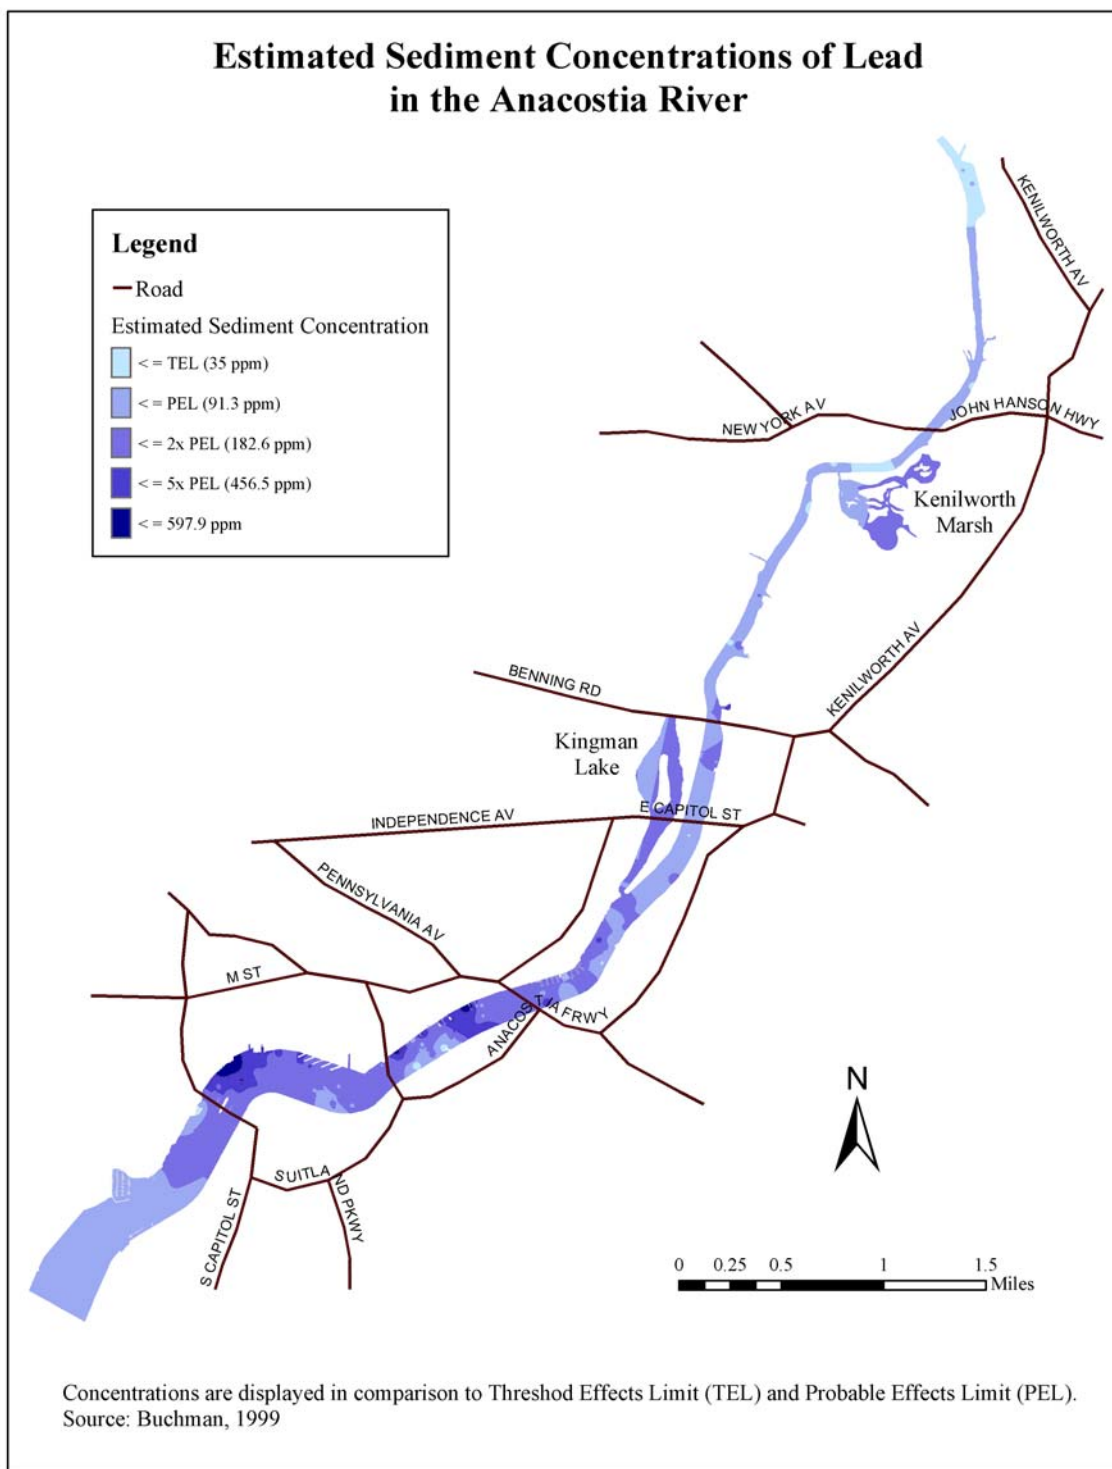 Estimated Sediment Concentrations of Lead
in the Anacostia River
Legend
Road
Estimated Sediment Concentration
< = TEL (35 ppm)
< = PEL (91.3 ppm)
< = 2x PEL (182.6 ppm)
< = 5x PEL (456.5 ppm)
< = 597.9 ppm
KENILWORTH AV
NEW YORK AV
JOHN HANSON HWY
Kenilworth
Marsh
KENILWORTH AV
BENNING RD
Kingman
Lake
E CAPITOL ST
INDEPENDENCE AV
PENNSYLVANIA AV
M ST
ANACOSTIA FRWY
SUITLAND PKWY
S CAPITOL ST
N
0 0.25 0.5 1 1.5
Miles
Concentrations are displayed in comparison to Threshod Effects Limit (TEL) and Probable Effects Limit (PEL).
Source: Buchman, 1999